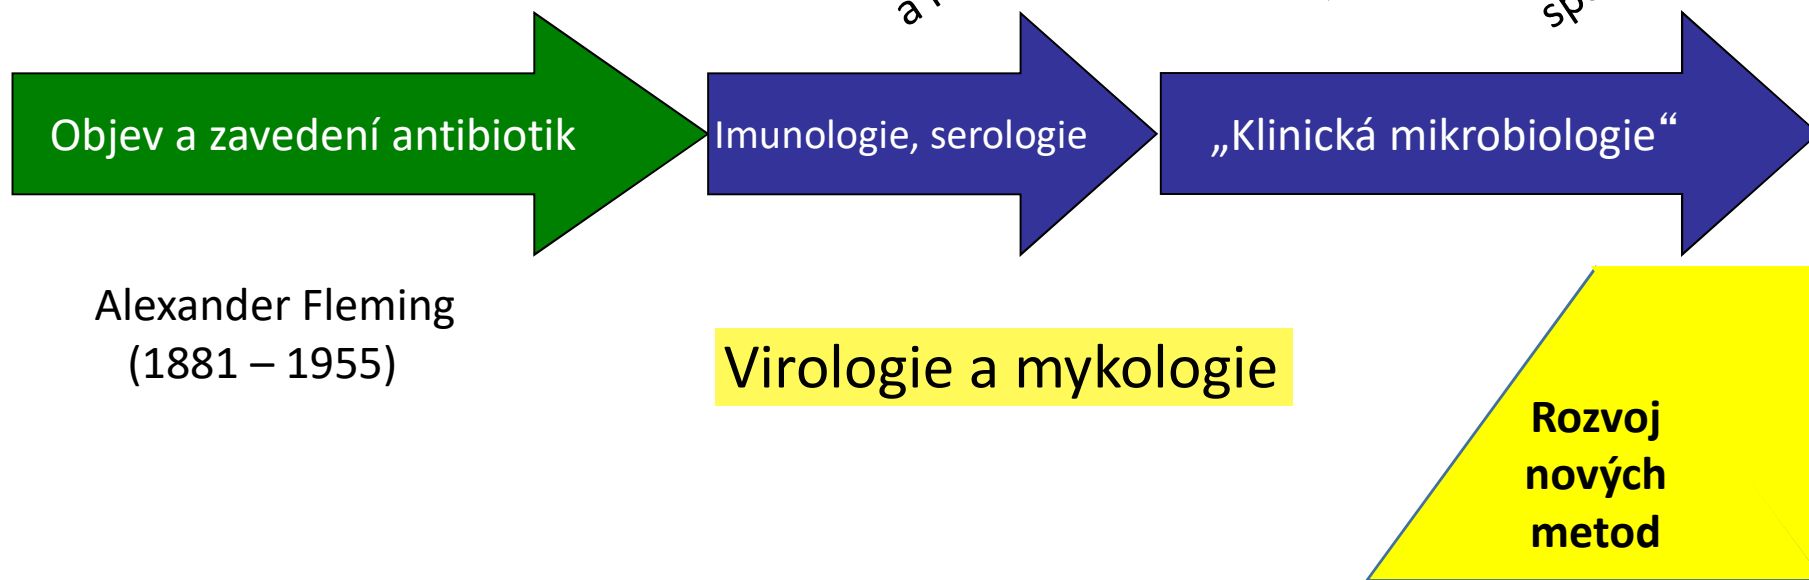 Objev a zavedení antibiotik
Imunologie, serologie
„Klinická mikrobiologie“
Alexander Fleming
(1881 – 1955)
Virologie a mykologie
Rozvoj
nových
metod